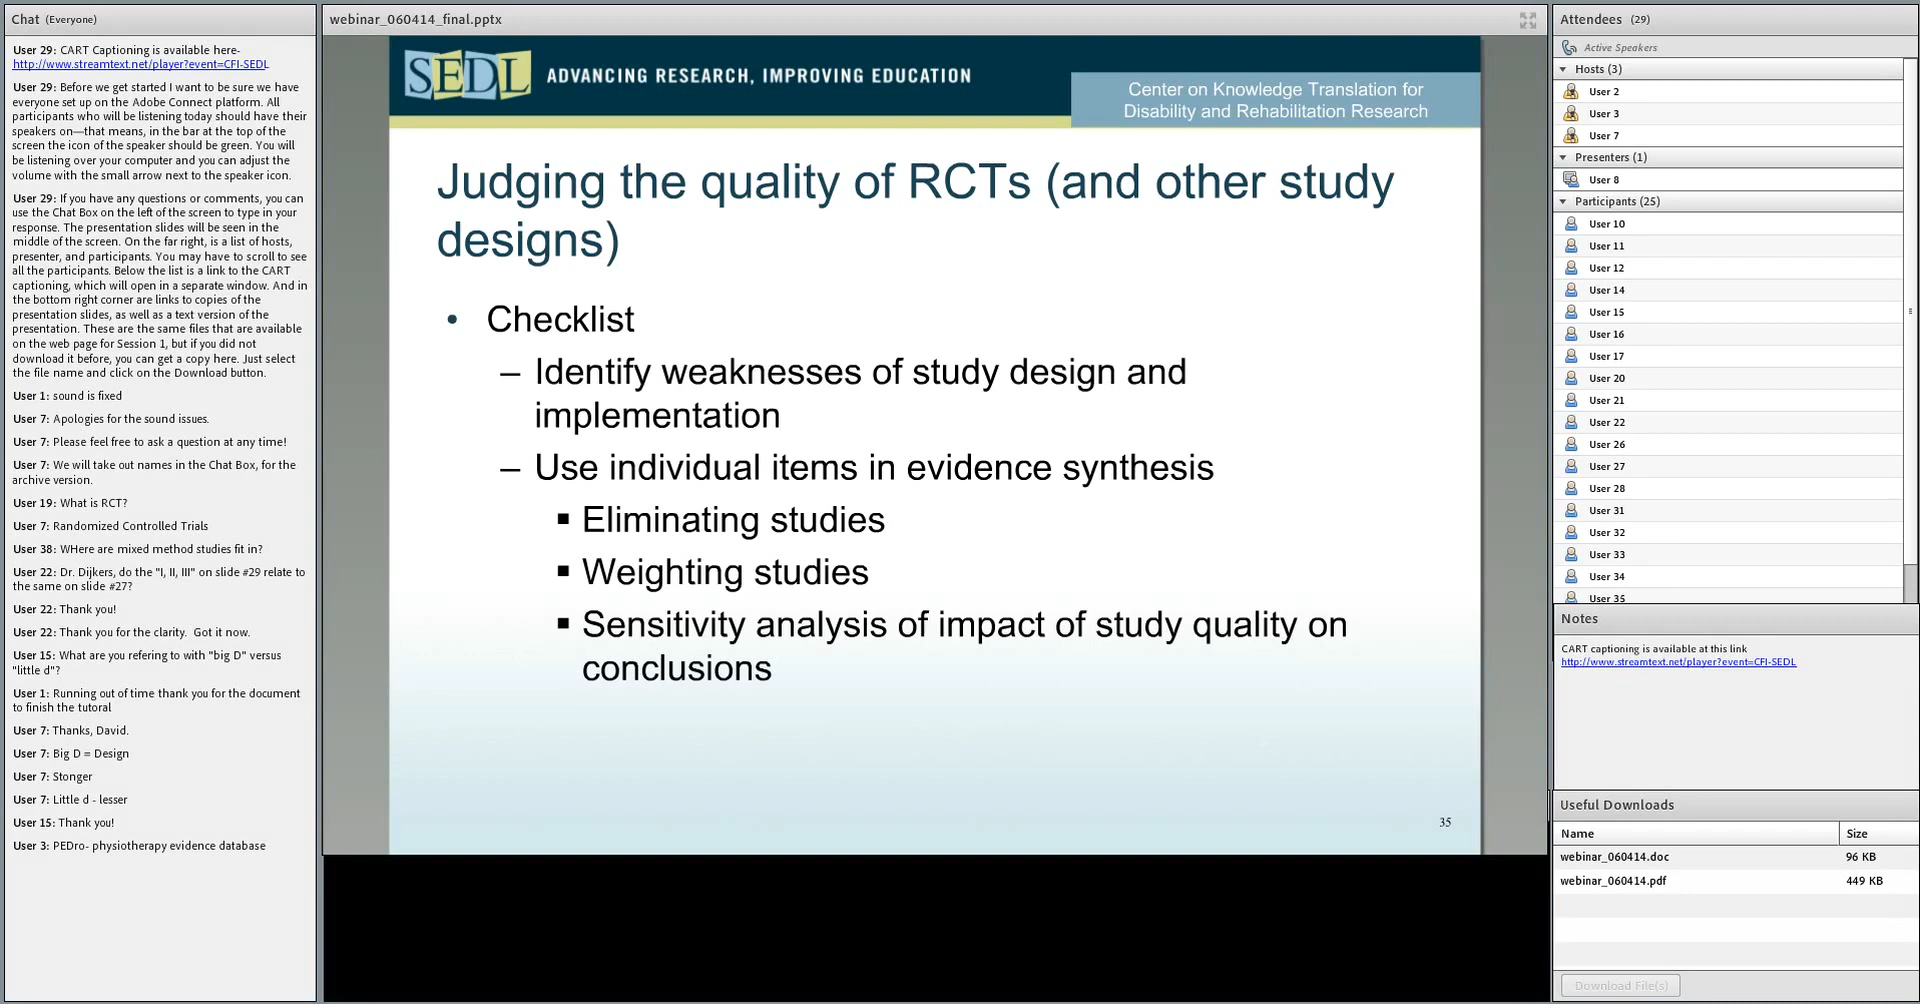 Chat (Everyone)
User 29: CART Captioning is available here-
http://www.streamtext.net/player?event=CFI-SEDL
User 29: Before we get started I want to be sure we have
everyone set up on the Adobe Connect platform. All
participants who will be listening today should have their
speakers on—that means, in the bar at the top of the
screen the icon of the speaker should be green. You will
be listening over your computer and you can adjust the
volume with the small arrow next to the speaker icon.
User 29: If you have any questions or comments, you can
use the Chat Box on the left of the screen to type in your
response. The presentation slides will be seen in the
middle of the screen. On the far right, is a list of hosts,
presenter, and participants. You may have to scroll to see
all the participants. Below the list is a link to the CART
captioning, which will open in a separate window. And in
the bottom right corner are links to copies of the
presentation slides, as well as a text version of the
presentation. These are the same files that are available
on the web page for Session 1, but if you did not
download it before, you can get a copy here. Just select
the file name and click on the Download button.
User 1: sound is fixed
User 7: Apologies for the sound issues.
User 7: Please feel free to ask a question at any time!
User 7: We will take out names in the Chat Box, for the
archive version.
User 19: What is RCT?
User 7: Randomized Controlled Trials
User 38: WHere are mixed method studies fit in?
User 22: Dr. Dijkers, do the "I, II, III" on slide #29 relate to
the same on slide #27?
User 22: Thank you!
User 22: Thank you for the clarity.  Got it now.
User 15: What are you refering to with "big D" versus
"little d"?
User 1: Running out of time thank you for the document
to finish the tutoral
User 7: Thanks, David.
User 7: Big D = Design
User 7: Stonger
User 7: Little d - lesser
User 15: Thank you!
User 3: PEDro- physiotherapy evidence database
webinar_060414_final.pptx
SEDL ADVANCING RESEARCH, IMPROVING EDUCATION
Center on Knowledge Translation for
Disability and Rehabilitation Research
Judging the quality of RCTs (and other study
designs)
• Checklist
– Identify weaknesses of study design and
implementation
– Use individual items in evidence synthesis
▪ Eliminating studies
▪ Weighting studies
▪ Sensitivity analysis of impact of study quality on
conclusions
35
Attendees (29)
Active Speakers
Hosts (3)
User 2
User 3
User 7
Presenters (1)
User 8
Participants (25)
User 10
User 11
User 12
User 14
User 15
User 16
User 17
User 20
User 21
User 22
User 26
User 27
User 28
User 31
User 32
User 33
User 34
User 35
Notes
CART captioning is available at this link
http://www.streamtext.net/player?event=CFI-SEDL
Useful Downloads
Name Size
webinar_060414.doc 96 KB
webinar_060414.pdf 449 KB
Download File(s)